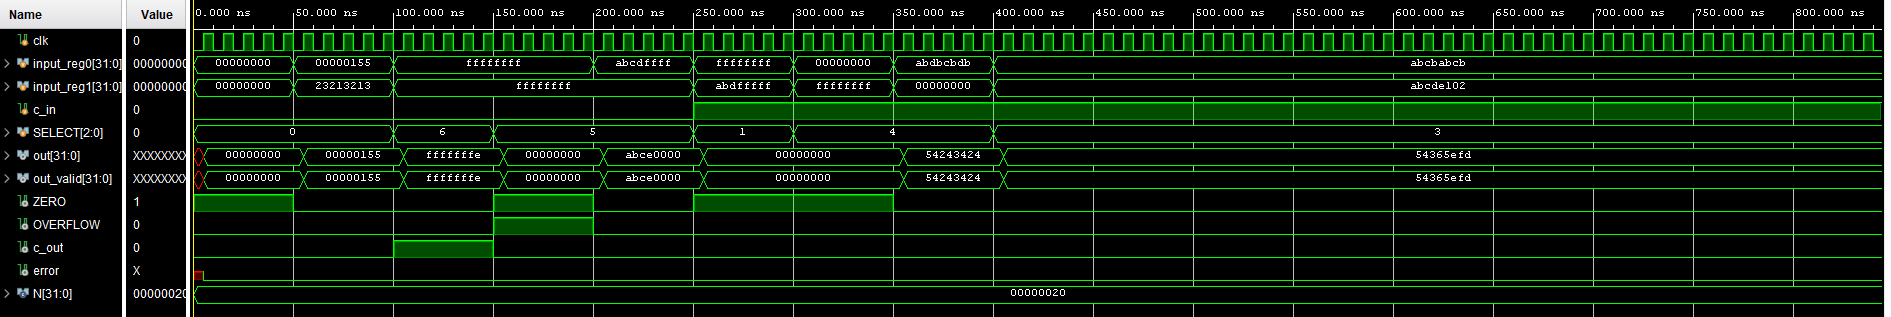 Name Value 0.000 ns 50.000 ns 100.000 ns 150.000 ns 200.000 ns 250.000 ns 300.000 ns 350.000 ns 400.000 ns 450.000 ns 500.000 ns 550.000 ns 600.000 ns 650.000 ns 700.000 ns 750.000 ns 800.000 ns
clk 0
input_reg0[31:0] 00000000 00000000 00000155 ffffffff abcdffff ffffffff 00000000 abdbcbdb abcbabcb
input_reg1[31:0] 00000000 00000000 23213213 ffffffff abdfffff ffffffff 00000000 abcde102
c_in 0
SELECT[2:0] 0 0 6 5 1 4 3
out[31:0] XXXXXXXX 00000000 00000155 fffffffe 00000000 abce0000 00000000 54243424 54365efd
out_valid[31:0] XXXXXXXX 00000000 00000155 fffffffe 00000000 abce0000 00000000 54243424 54365efd
ZERO 1
OVERFLOW 0
c_out 0
error X
N[31:0] 00000020 00000020